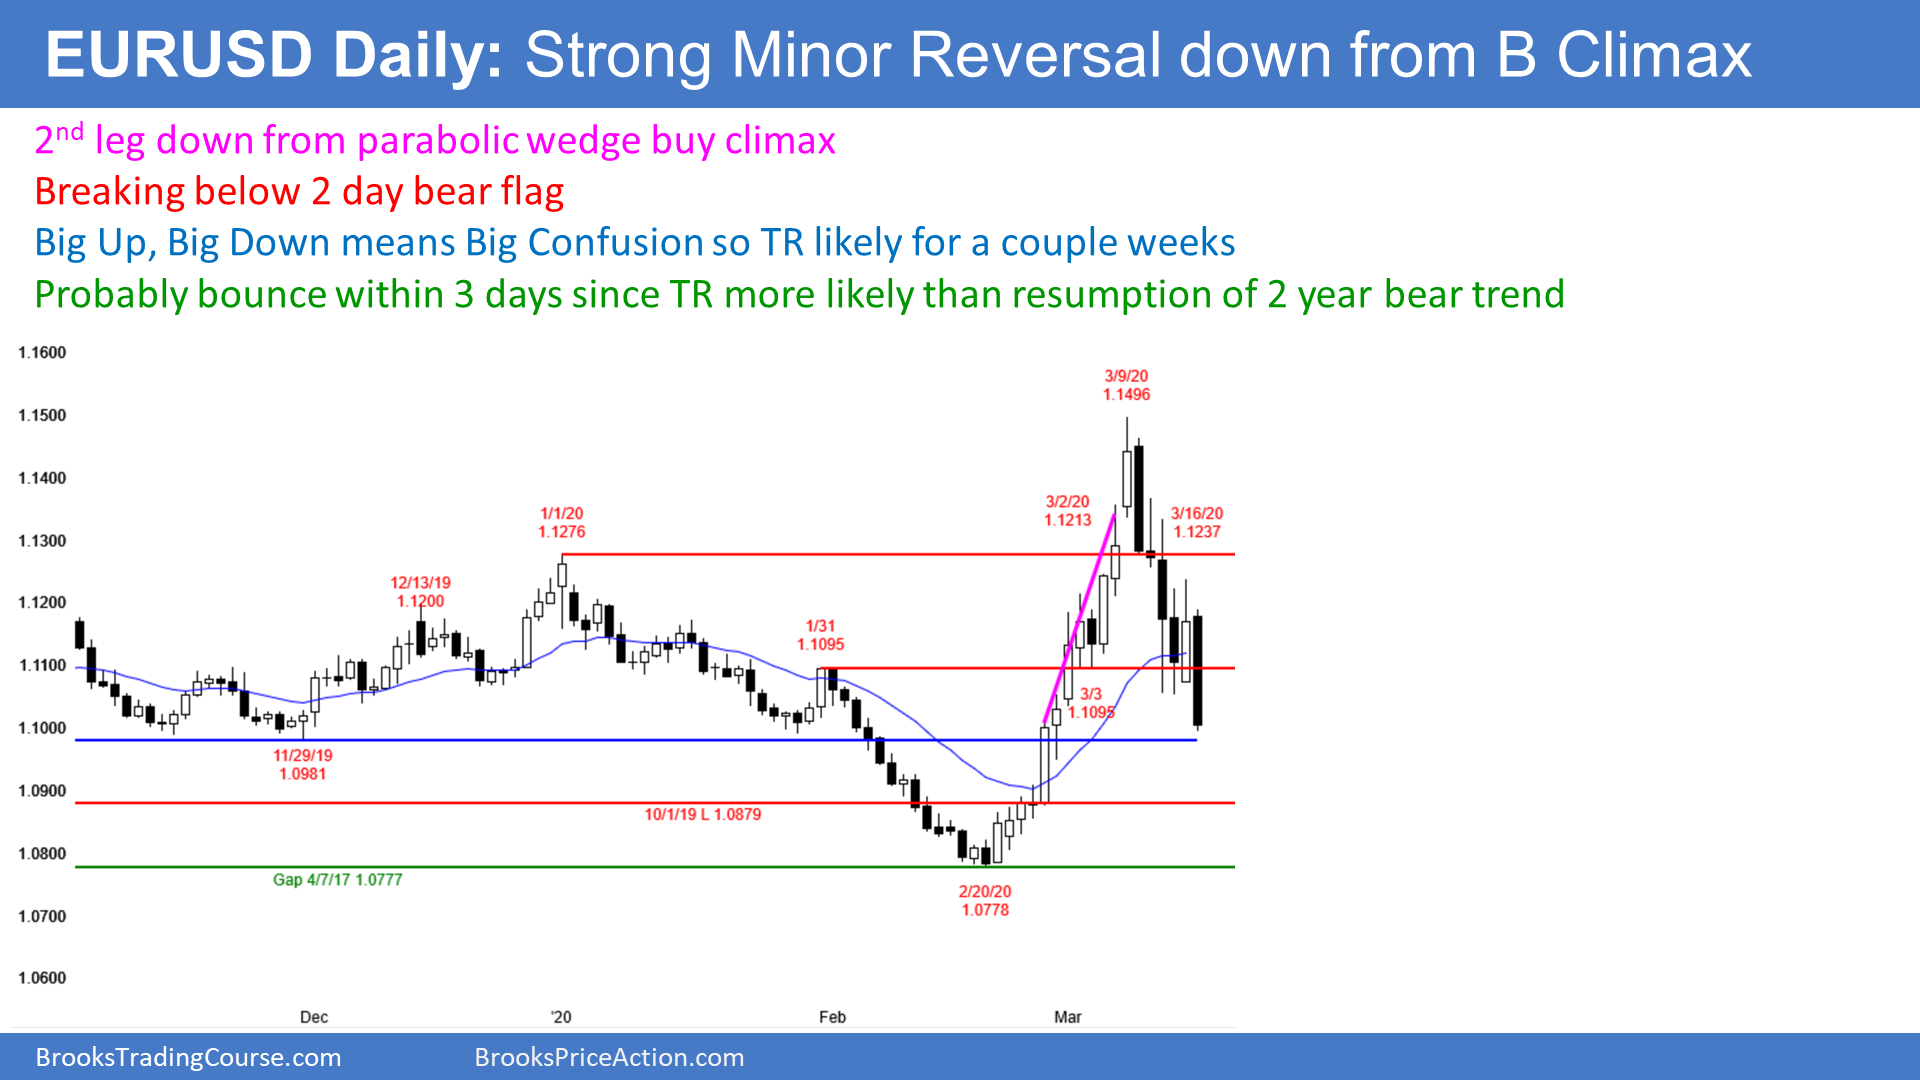 EURUSD Daily: Strong Minor Reversal down from B Climax
2nd leg down from parabolic wedge buy climax
Breaking below 2 day bear flag
Big Up, Big Down means Big Confusion so TR likely for a couple weeks
Probably bounce within 3 days since TR more likely than resumption of 2 year bear trend
1.1600
3/9/20
1.1496
1.1500
1.1400
3/2/20
1.1213
3/16/20
1.1237
1/1/20
1.1276
1.1300
12/13/19
1.1200
1.1200
1/31
1.1095
1.1100
3/3
1.1095
1.1000
11/29/19
1.0981
1.0900
10/1/19 L 1.0879
1.0800
Gap 4/7/17 1.0777
2/20/20
1.0778
1.0700
1.0600
Dec
'20
Feb
Mar
BrooksTradingCourse.com
BrooksPriceAction.com